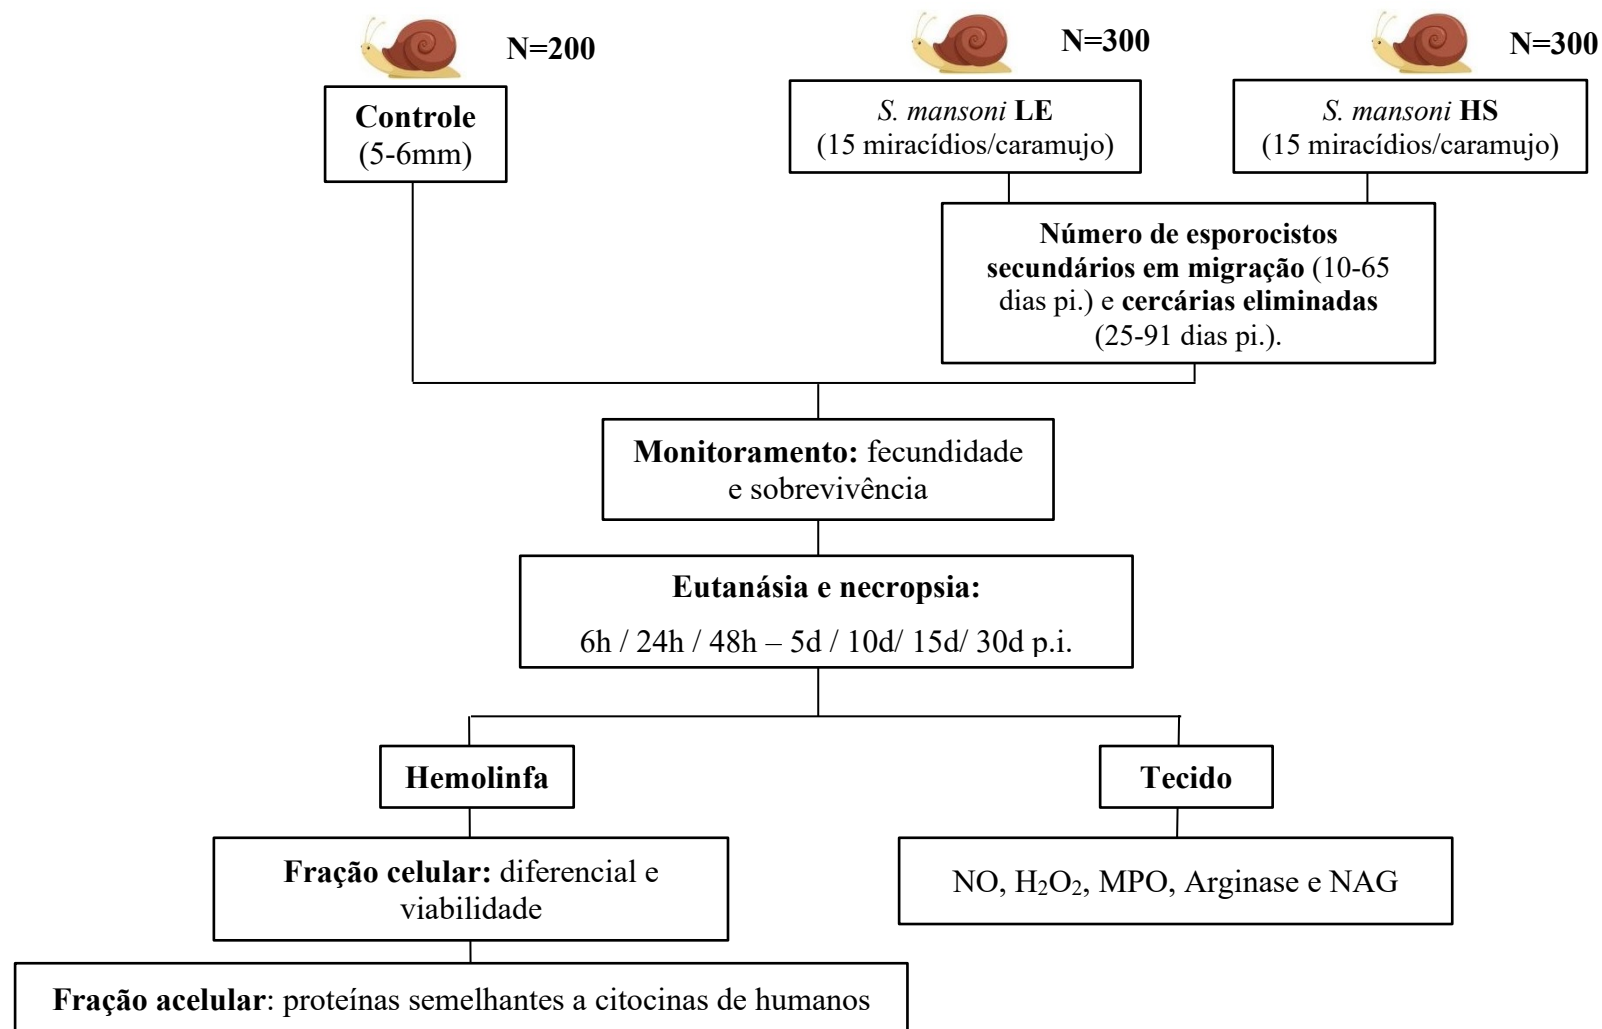 N=200
N=300
N=300
Controle
(5-6mm)
S. mansoni LE
(15 miracídios/caramujo)
S. mansoni HS
(15 miracídios/caramujo)
Número de esporocistos
secundários em migração (10-65
dias pi.) e cercárias eliminadas
(25-91 dias pi.).
Monitoramento: fecundidade
e sobrevivência
Eutanásia e necropsia:
6h / 24h / 48h – 5d / 10d/ 15d/ 30d p.i.
Hemolinfa
Tecido
Fração celular: diferencial e
viabilidade
NO, H₂O₂, MPO, Arginase e NAG
Fração acelular: proteínas semelhantes a citocinas de humanos